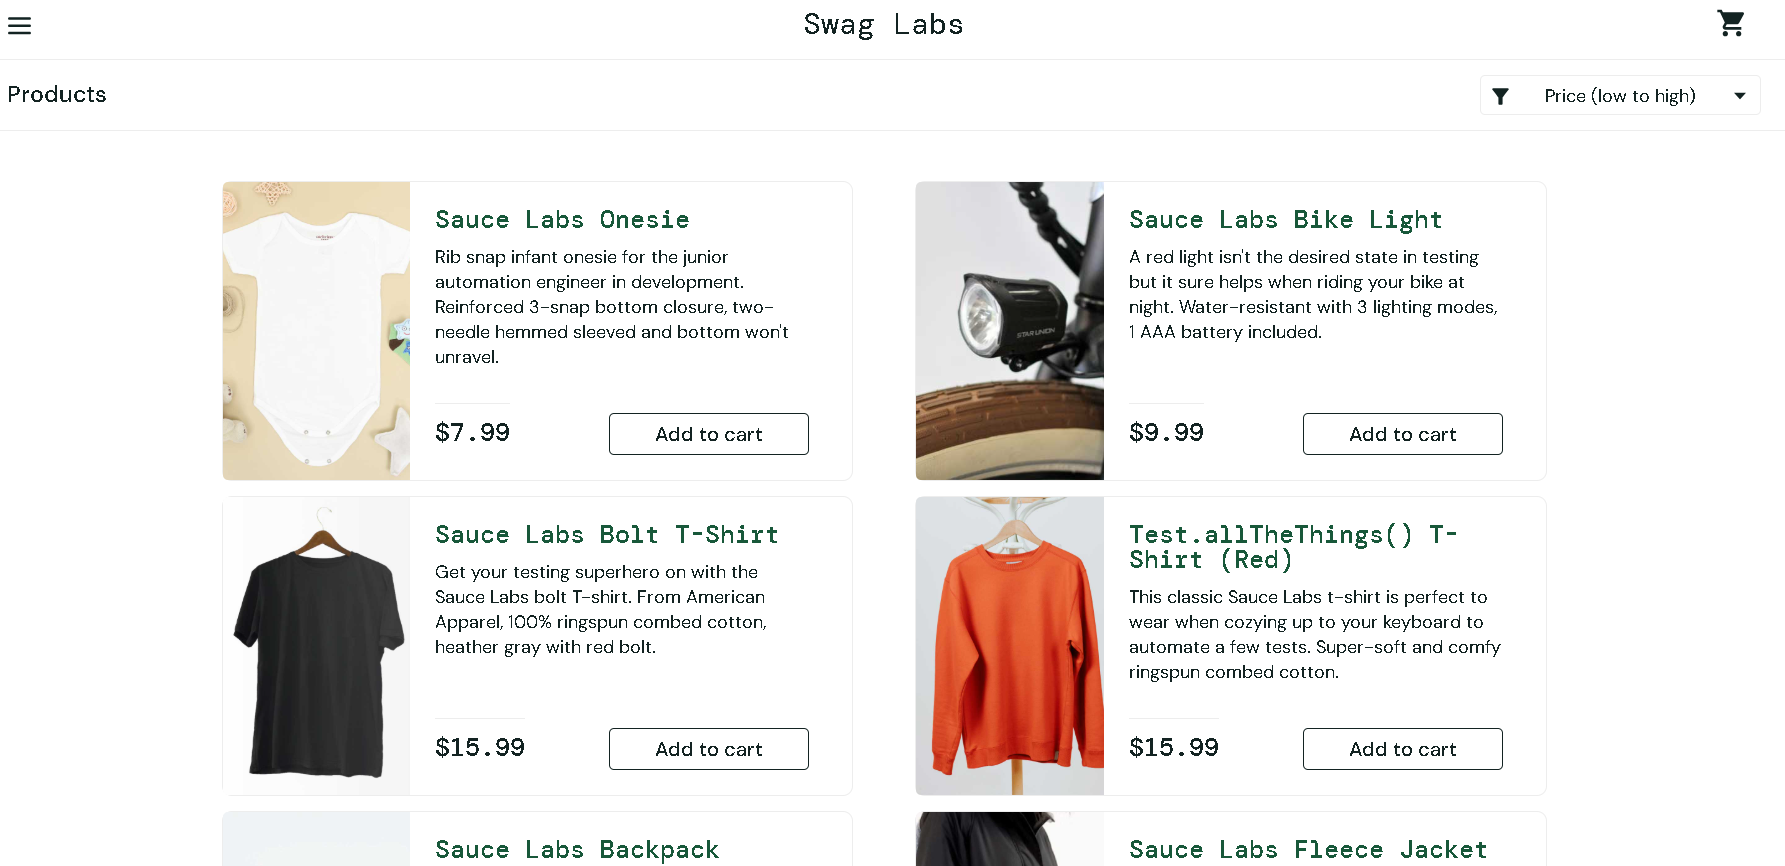 Swag Labs
Products
Price (low to high)
Sauce Labs Onesie
Rib snap infant onesie for the junior
automation engineer in development.
Reinforced 3-snap bottom closure, two-
needle hemmed sleeved and bottom won't
unravel.
$7.99
Add to cart
Sauce Labs Bike Light
A red light isn't the desired state in testing
but it sure helps when riding your bike at
night. Water-resistant with 3 lighting modes,
1 AAA battery included.
$9.99
Add to cart
STAR UNION
Sauce Labs Bolt T-Shirt
Get your testing superhero on with the
Sauce Labs bolt T-shirt. From American
Apparel, 100% ringspun combed cotton,
heather gray with red bolt.
$15.99
Add to cart
Test.allTheThings() T-
Shirt (Red)
This classic Sauce Labs t-shirt is perfect to
wear when cozying up to your keyboard to
automate a few tests. Super-soft and comfy
ringspun combed cotton.
$15.99
Add to cart
Sauce Labs Backpack
Sauce Labs Fleece Jacket